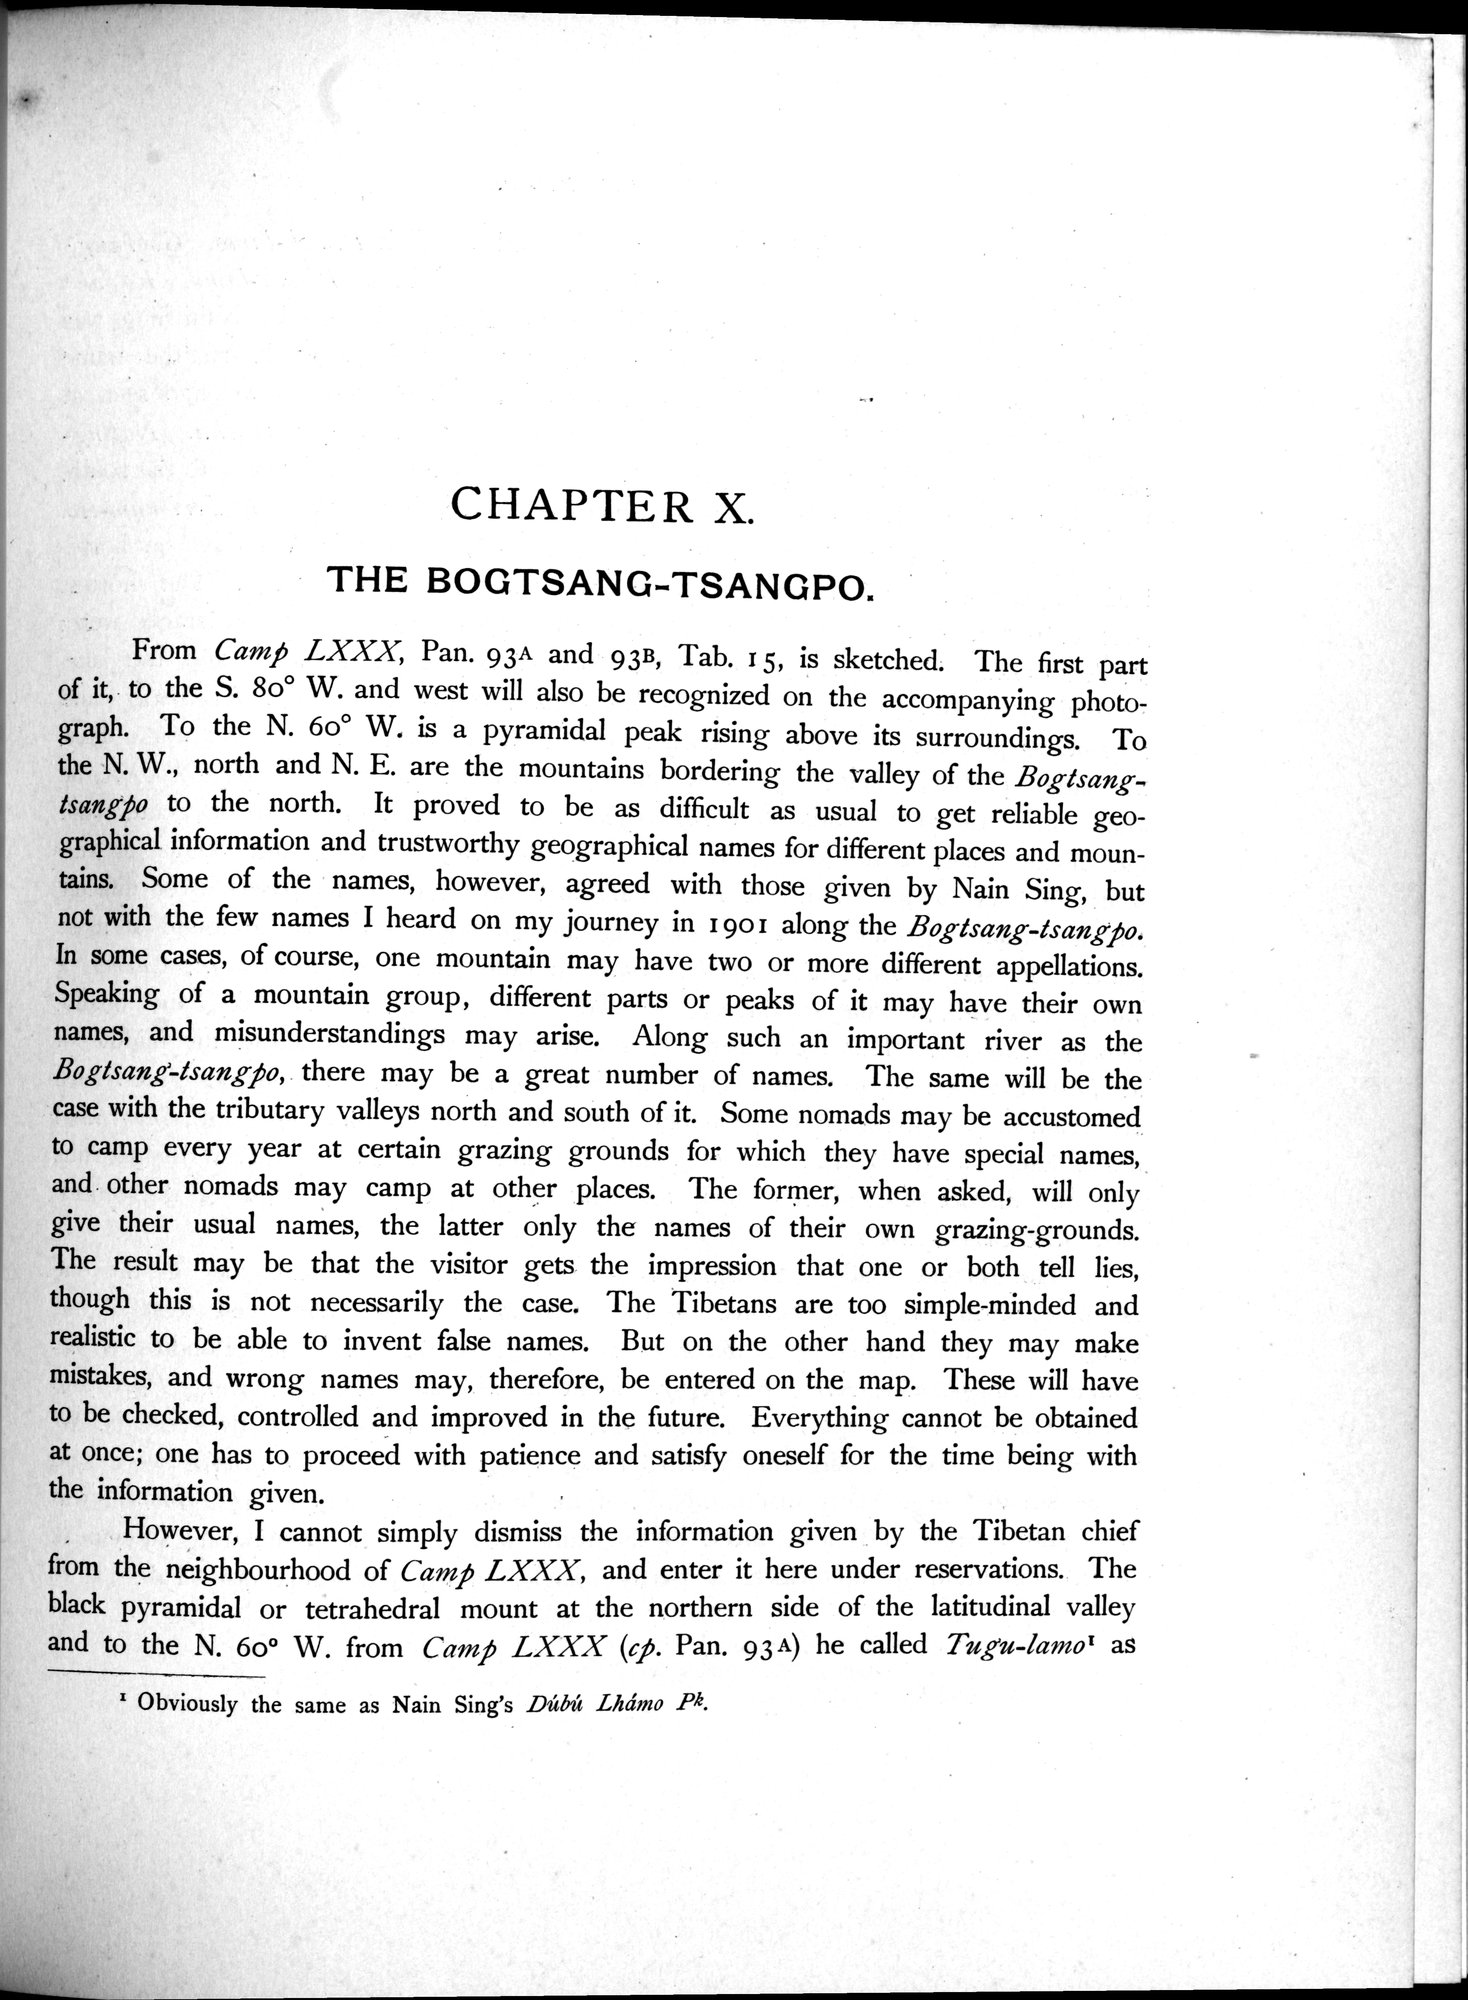 CHAPTER X.
THE BOGTSANG-TSANGPO.
From Camp LXXX, Pan. 93A and 93B, Tab. 15, is sketched. The first part
of it, to the S. 80° W. and west will also be recognized on the accompanying photo-
graph. To the N. 60° W. is a pyramidal peak rising above its surroundings. To
the N. W., north and N. E. are the mountains bordering the valley of the Bogtsang-
tsangpo to the north. It proved to be as difficult as usual to get reliable geo-
graphical information and trustworthy geographical names for different places and moun-
tains. Some of the names, however, agreed with those given by Nain Sing, but
not with the few names I heard on my journey in 1901 along the Bogtsang-tsangpo.
In some cases, of course, one mountain may have two or more different appellations.
Speaking of a mountain group, different parts or peaks of it may have their own
names, and misunderstandings may arise. Along such an important river as the
Bogtsang-tsangpo, there may be a great number of names. The same will be the
case with the tributary valleys north and south of it. Some nomads may be accustomed
to camp every year at certain grazing grounds for which they have special names,
and other nomads may camp at other places. The former, when asked, will only
give their usual names, the latter only the names of their own grazing-grounds.
The result may be that the visitor gets the impression that one or both tell lies,
though this is not necessarily the case. The Tibetans are too simple-minded and
realistic to be able to invent false names. But on the other hand they may make
mistakes, and wrong names may, therefore, be entered on the map. These will have
to be checked, controlled and improved in the future. Everything cannot be obtained
at once; one has to proceed with patience and satisfy oneself for the time being with
the information given.
However, I cannot simply dismiss the information given by the Tibetan chief
from the neighbourhood of Camp LXXX, and enter it here under reservations. The
black pyramidal or tetrahedral mount at the northern side of the latitudinal valley
and to the N. 60° W. from Camp LXXX (cp. Pan. 93A) he called Tugu-lamo¹ as
¹ Obviously the same as Nain Sing's Dúbú Lhámo Pk.